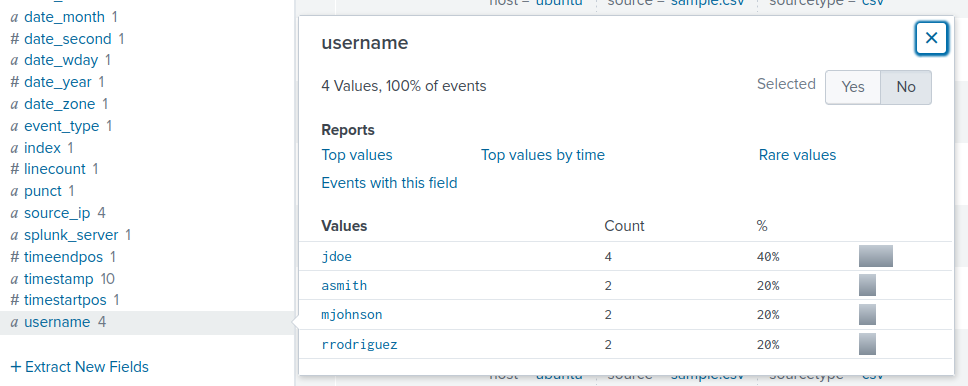 a date_month 1
# date_second 1
a date_wday 1
# date_year 1
a date_zone 1
a event_type 1
a index 1
# linecount 1
a punct 1
a source_ip 4
a splunk_server 1
# timeendpos 1
a timestamp 10
# timestartpos 1
a username 4
+ Extract New Fields
host = ubuntu source = sample.csv sourcetype = csv
username
4 Values, 100% of events
Selected Yes No
Reports
Top values Top values by time Rare values
Events with this field
Values Count %
jdoe 4 40%
asmith 2 20%
mjohnson 2 20%
rrodriguez 2 20%
host = ubuntu source = sample.csv sourcetype = csv